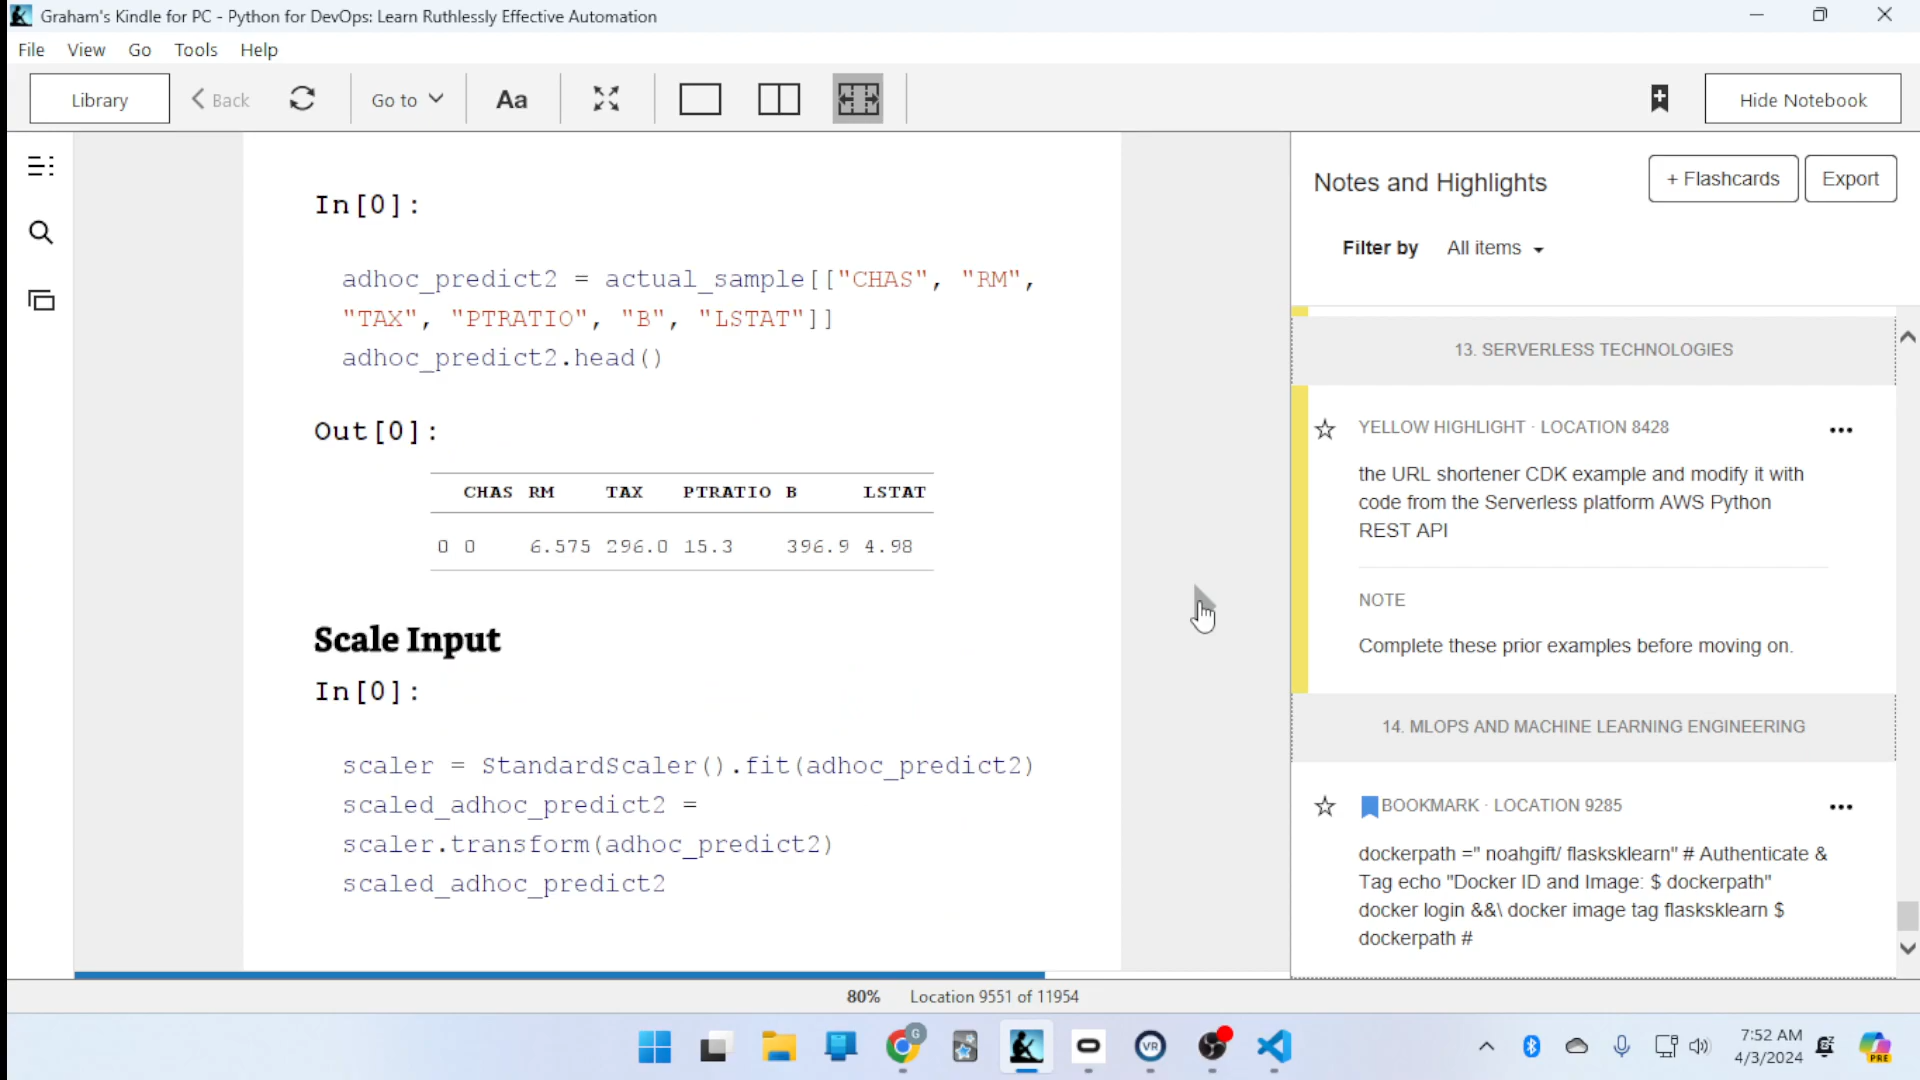 Graham's Kindle for PC - Python for DevOps: Learn Ruthlessly Effective Automation
File View Go Tools Help
Library Back Go to Aa Hide Notebook
In[0]:
adhoc_predict2 = actual_sample[["CHAS", "RM",
"TAX", "PTRATIO", "B", "LSTAT"]]
adhoc_predict2.head()
Out[0]:
CHAS RM TAX PTRATIO B LSTAT
0 0 6.575 296.0 15.3 396.9 4.98
Scale Input
In[0]:
scaler = StandardScaler().fit(adhoc_predict2)
scaled_adhoc_predict2 =
scaler.transform(adhoc_predict2)
scaled_adhoc_predict2
Notes and Highlights + Flashcards Export
Filter by All items
13. SERVERLESS TECHNOLOGIES
YELLOW HIGHLIGHT · LOCATION 8428
the URL shortener CDK example and modify it with
code from the Serverless platform AWS Python
REST API
NOTE
Complete these prior examples before moving on.
14. MLOPS AND MACHINE LEARNING ENGINEERING
BOOKMARK · LOCATION 9285
dockerpath =" noahgift/ flasksklearn" # Authenticate &
Tag echo "Docker ID and Image: $ dockerpath"
docker login &&\ docker image tag flasksklearn $
dockerpath #
80% Location 9551 of 11954
G
VR
7:52 AM
4/3/2024
PRE